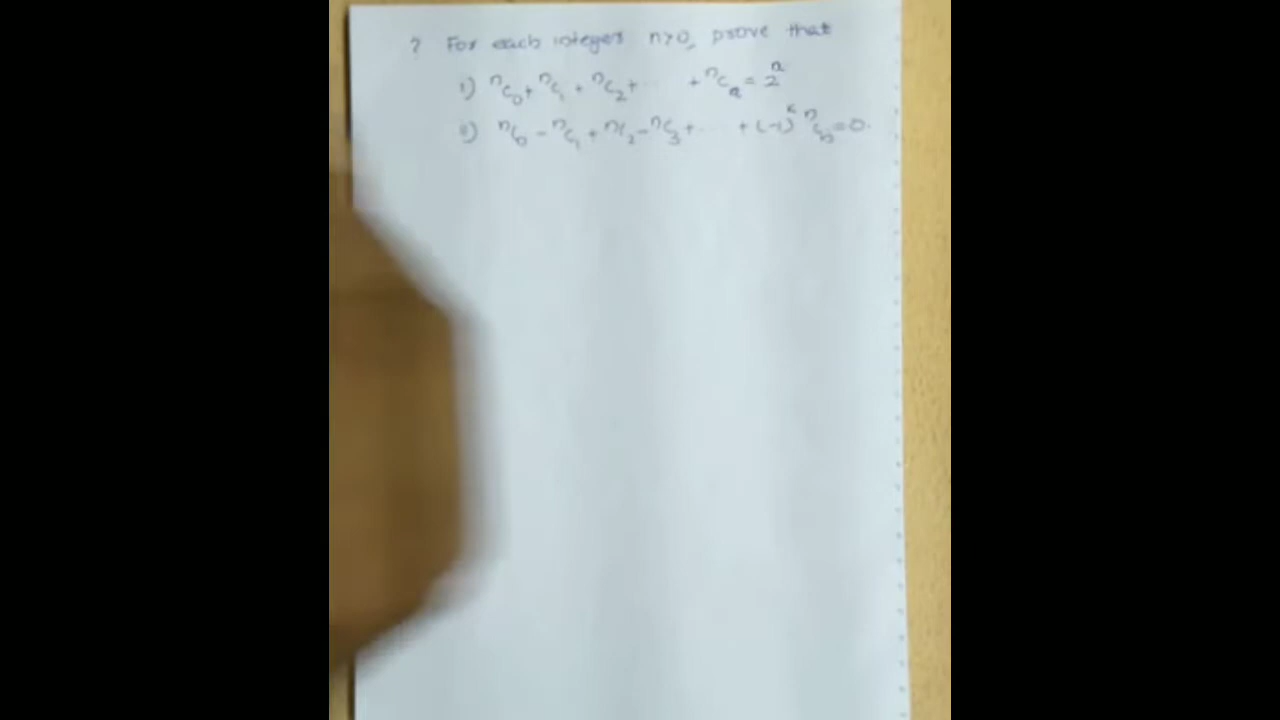 ? For each integer n>0, prove that
i) ⁿC₀ + ⁿC₁ + ⁿC₂ + ..... + ⁿCₙ = 2ⁿ
ii) ⁿC₀ - ⁿC₁ + ⁿC₂ - ⁿC₃ + ..... + (-1)ⁿ ⁿCₙ = 0.